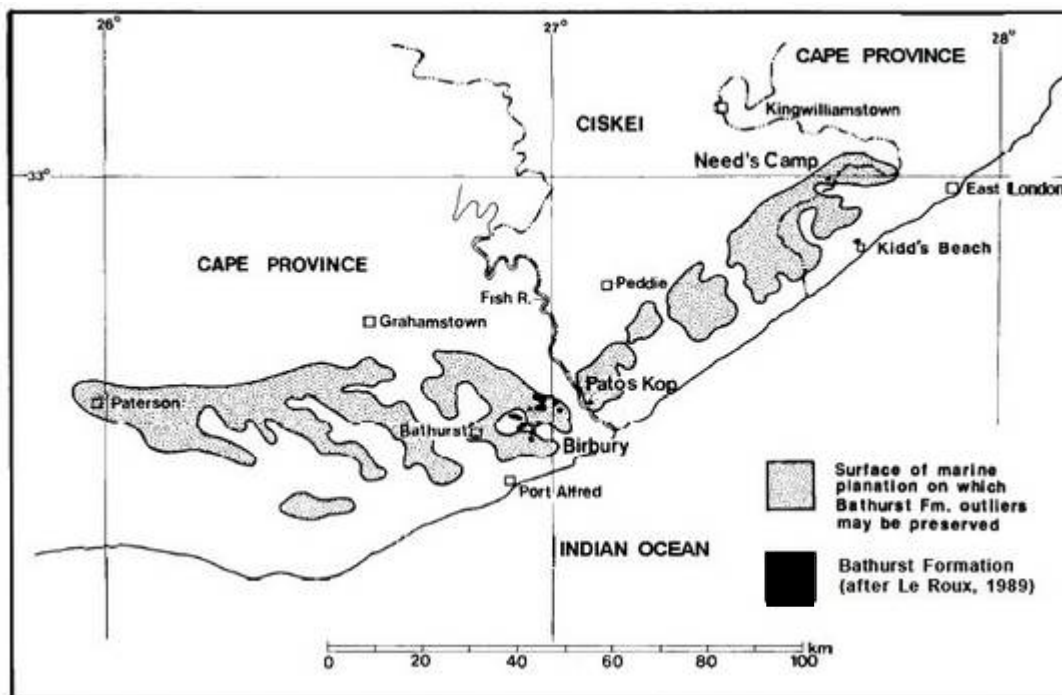 26°
27°
28°
CAPE PROVINCE
Kingwilliamstown
CISKEI
Need's Camp
33°
East London
Kidd's Beach
CAPE PROVINCE
Peddie
Fish R.
Grahamstown
Pato's Kop
Paterson
Bathurst
Birbury
Port Alfred
Surface of marine
planation on which
Bathurst Fm. outliers
may be preserved
INDIAN OCEAN
Bathurst Formation
(after Le Roux, 1989)
km
0 20 40 60 80 100